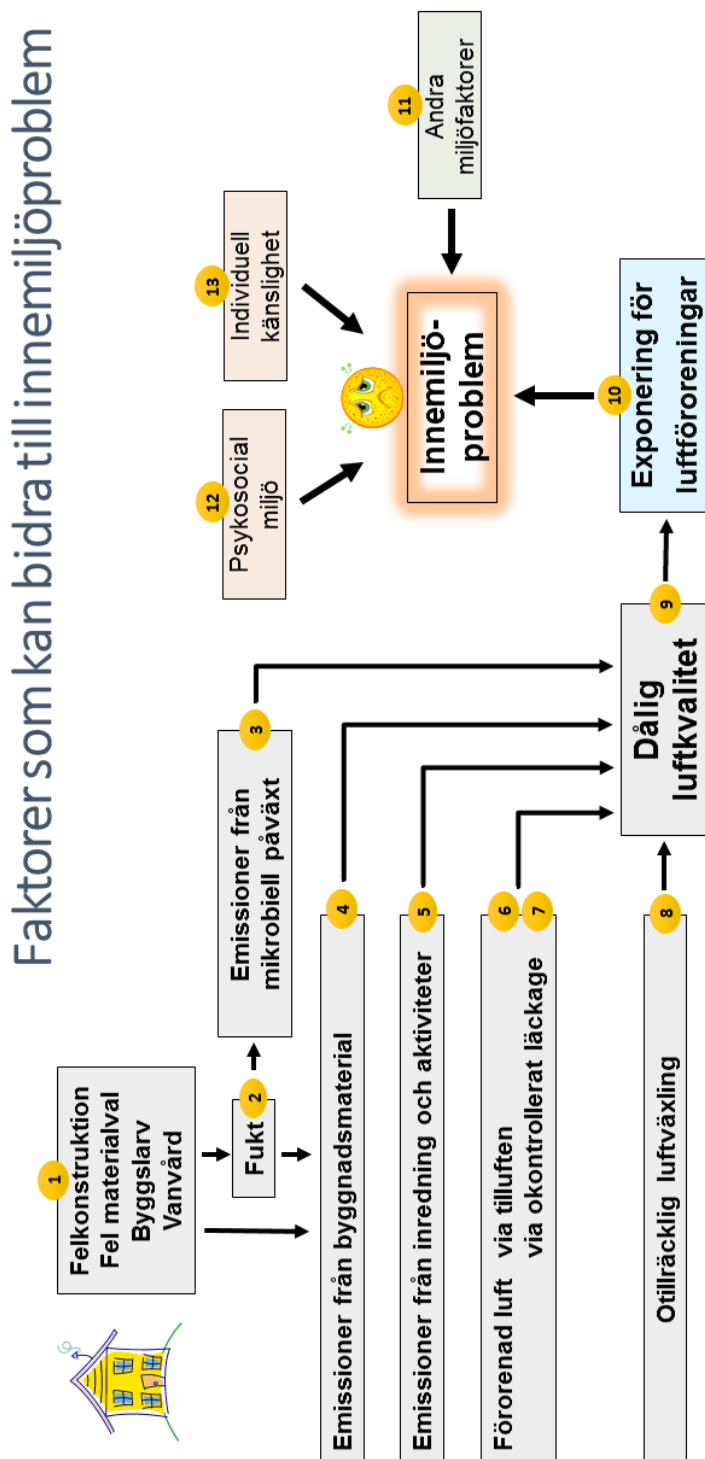 Faktorer som kan bidra till innemiljöproblem
1
Felkonstruktion
Fel materialval
Byggslarv
Vanvård
2
Fukt
3
Emissioner från
mikrobiell påväxt
4
Emissioner från byggnadsmaterial
5
Emissioner från inredning och aktiviteter
6
7
Förorenad luft via tilluften
via okontrollerat läckage
8
Otillräcklig luftväxling
9
Dålig
luftkvalitet
10
Exponering för
luftföroreningar
11
Andra
miljöfaktorer
12
Psykosocial
miljö
13
Individuell
känslighet
Innemiljö-
problem